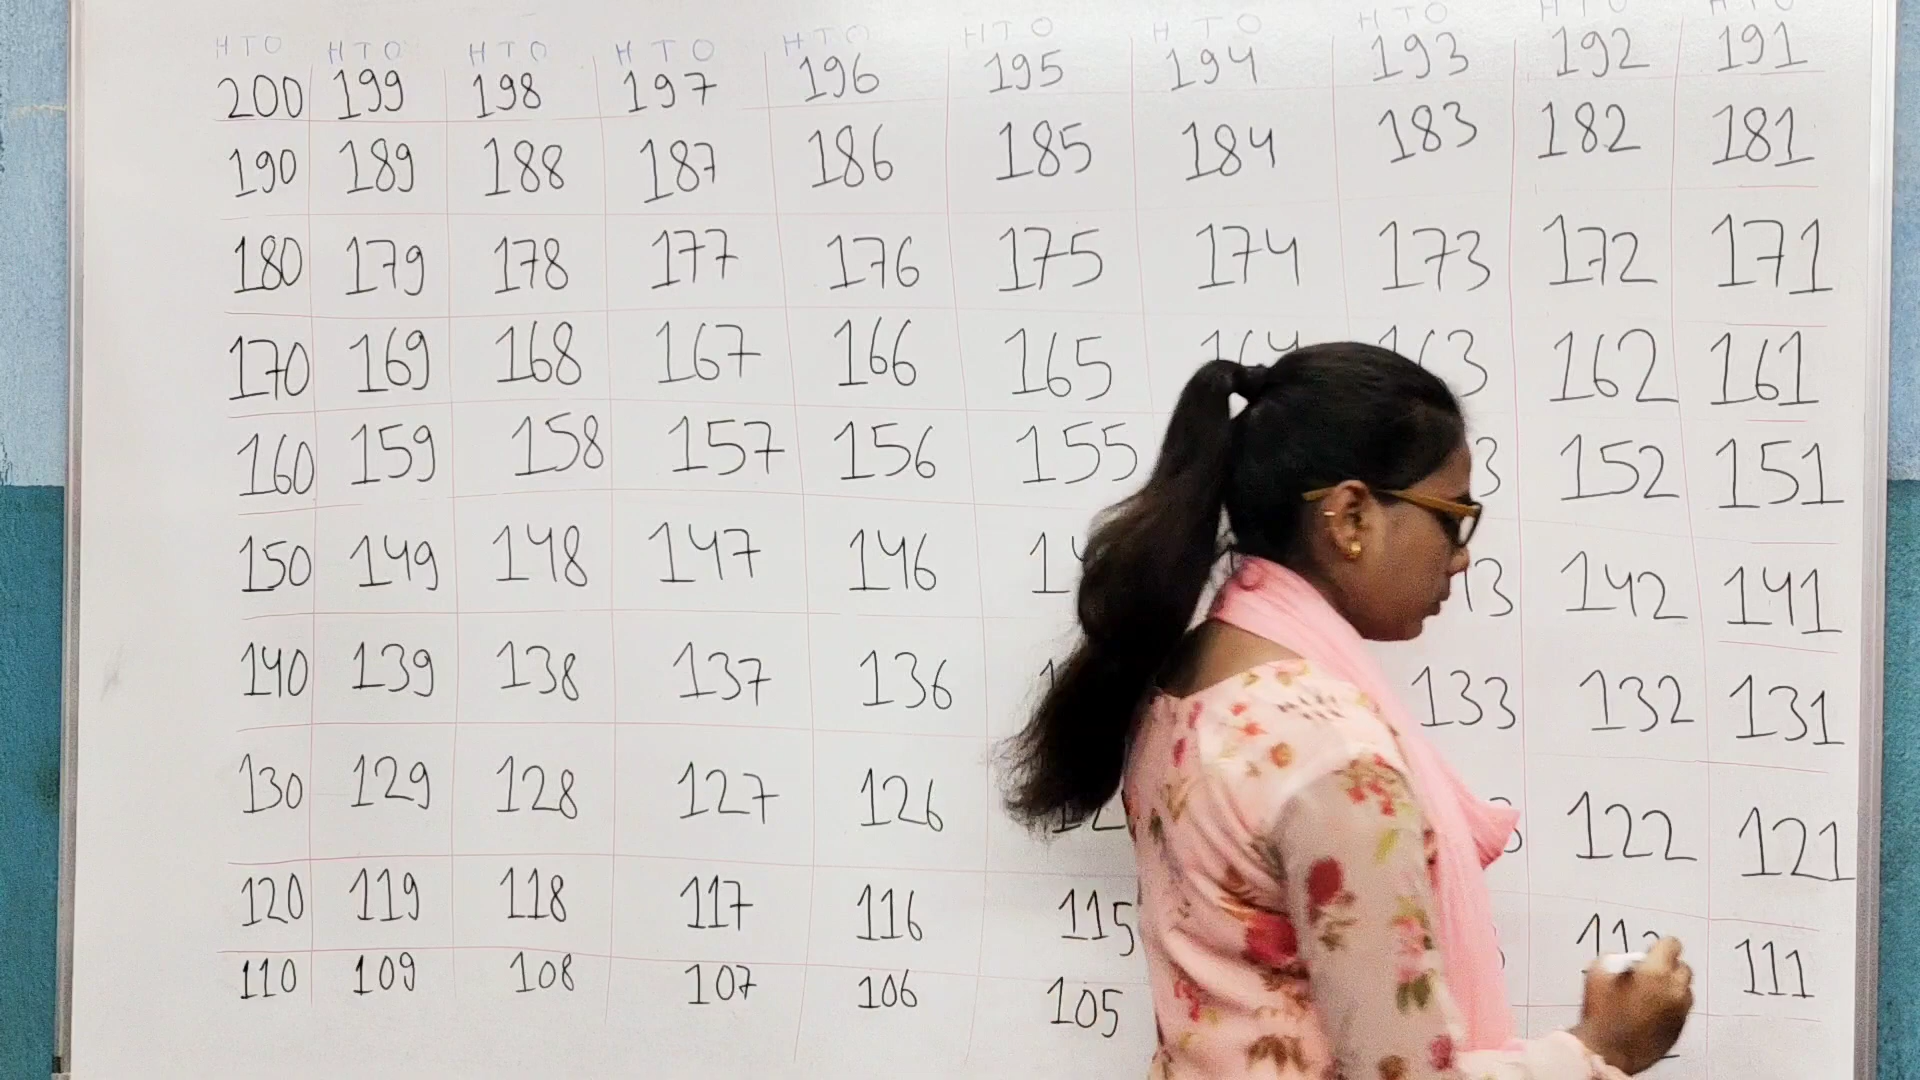 H T O H T O H T O H T O H T O H T O H T O H T O H T O H T O
200 199 198 197 196 195 194 193 192 191
190 189 188 187 186 185 184 183 182 181
180 179 178 177 176 175 174 173 172 171
170 169 168 167 166 165 164 163 162 161
160 159 158 157 156 155 152 151
150 149 148 147 146 142 141
140 139 138 137 136 133 132 131
130 129 128 127 126 122 121
120 119 118 117 116 115 112 111
110 109 108 107 106 105